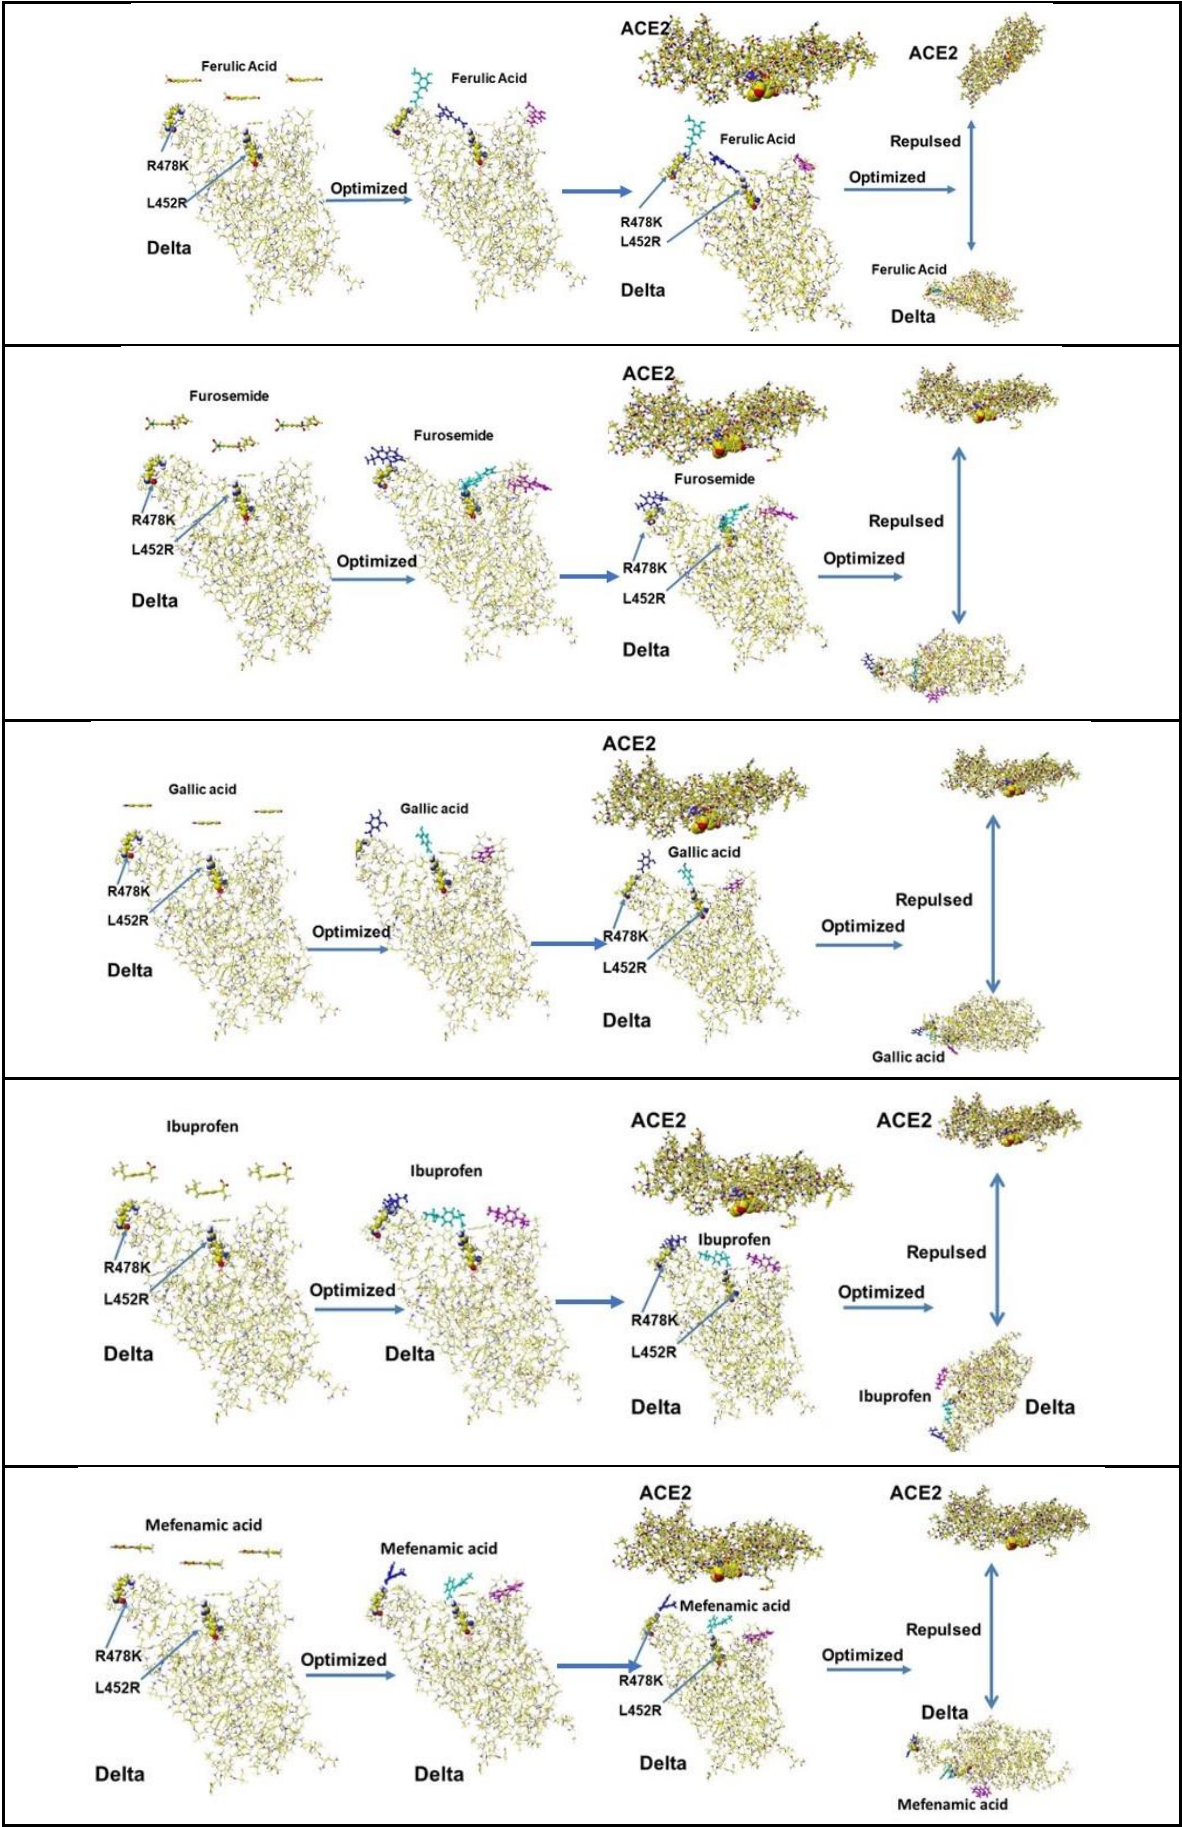 Ferulic Acid
R478K
L452R
Delta
Optimized
Ferulic Acid
ACE2
Ferulic Acid
R478K
L452R
Delta
Optimized
ACE2
Repulsed
Ferulic Acid
Delta
Furosemide
R478K
L452R
Delta
Optimized
Furosemide
ACE2
Furosemide
R478K
L452R
Delta
Optimized
Repulsed
Gallic acid
R478K
L452R
Delta
Optimized
Gallic acid
ACE2
Gallic acid
R478K
L452R
Delta
Optimized
Repulsed
Gallic acid
Ibuprofen
R478K
L452R
Delta
Optimized
Ibuprofen
Delta
ACE2
Ibuprofen
R478K
L452R
Delta
Optimized
ACE2
Repulsed
Ibuprofen
Delta
Mefenamic acid
R478K
L452R
Delta
Optimized
Mefenamic acid
Delta
ACE2
Mefenamic acid
R478K
L452R
Delta
Optimized
ACE2
Repulsed
Delta
Mefenamic acid